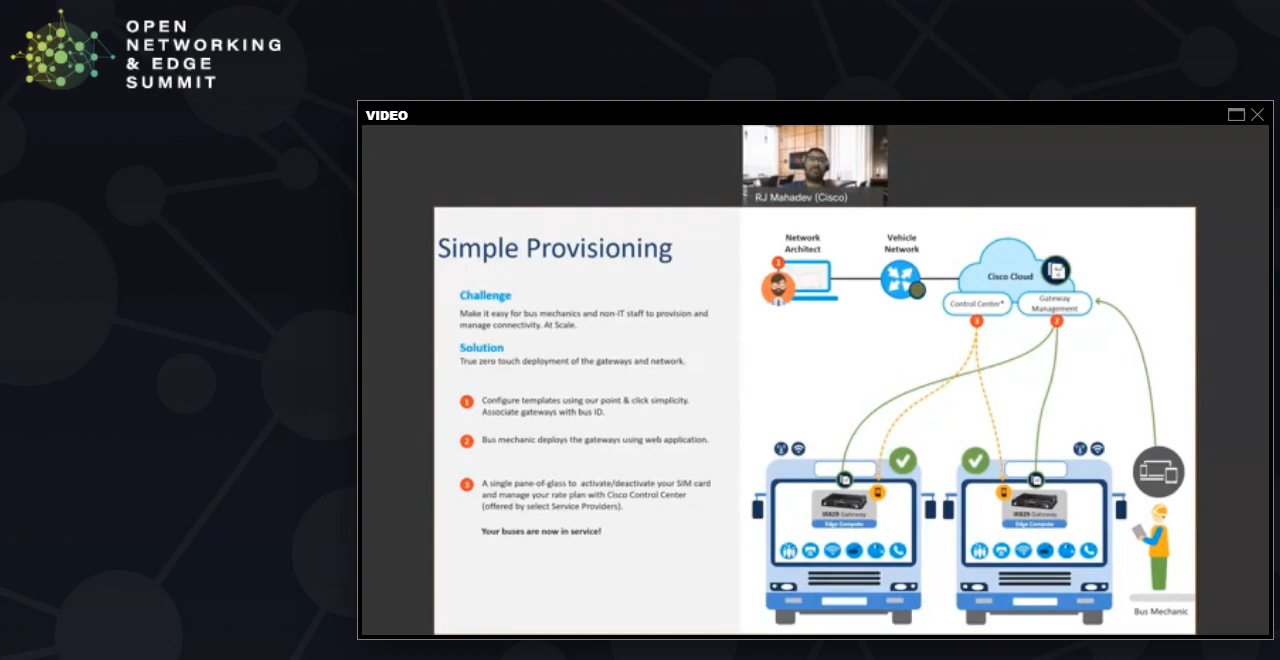 OPEN
NETWORKING
& EDGE
SUMMIT
VIDEO
RJ Mahadev (Cisco)
Simple Provisioning
Challenge
Make it easy for bus mechanics and non-IT staff to provision and
manage connectivity. At Scale.
Solution
True zero touch deployment of the gateways and network.
1 Configure templates using our point & click simplicity.
Associate gateways with bus ID.
2 Bus mechanic deploys the gateways using web application.
3 A single pane-of-glass to activate/deactivate your SIM card
and manage your rate plan with Cisco Control Center
(offered by select Service Providers).
Your buses are now in service!
Network
Architect
Vehicle
Network
1
Cisco Cloud
Control Center*
Gateway
Management
3
2
IR829 Gateway
Edge Compute
IR829 Gateway
Edge Compute
Bus Mechanic